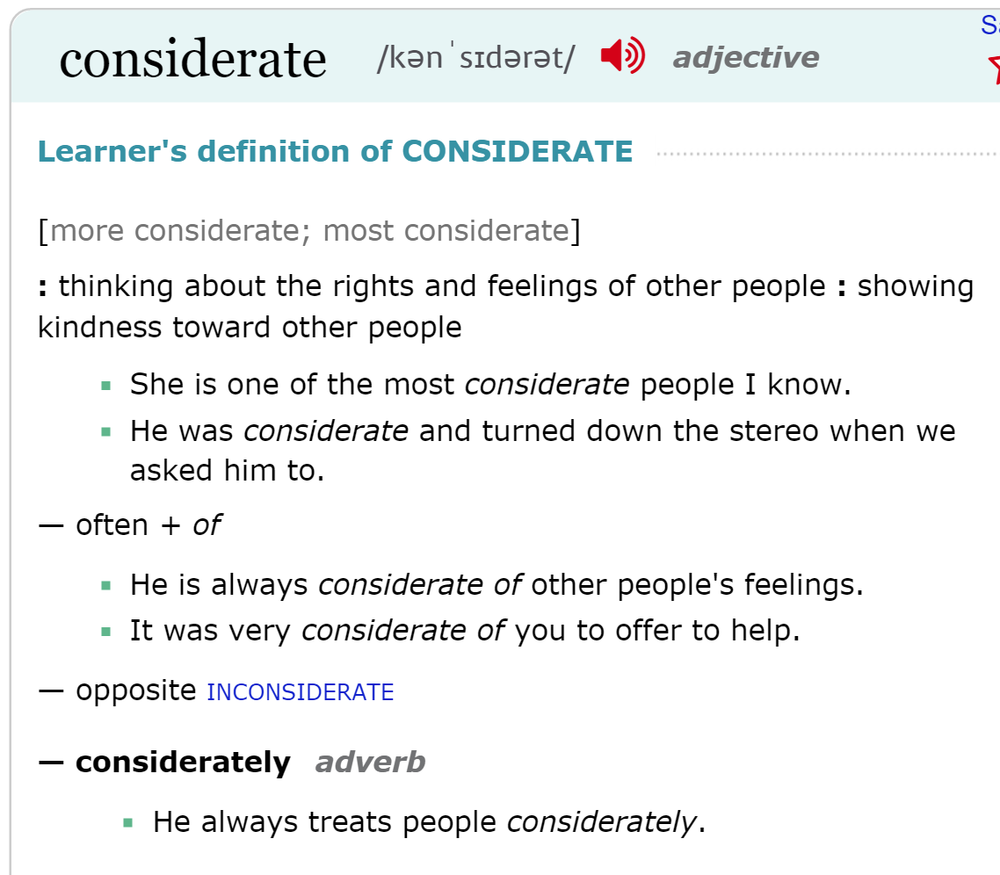 considerate /kənˈsɪdərət/ adjective
Learner's definition of CONSIDERATE
[more considerate; most considerate]
: thinking about the rights and feelings of other people : showing
kindness toward other people
She is one of the most considerate people I know.
He was considerate and turned down the stereo when we
asked him to.
— often + of
He is always considerate of other people's feelings.
It was very considerate of you to offer to help.
— opposite INCONSIDERATE
— considerately adverb
He always treats people considerately.